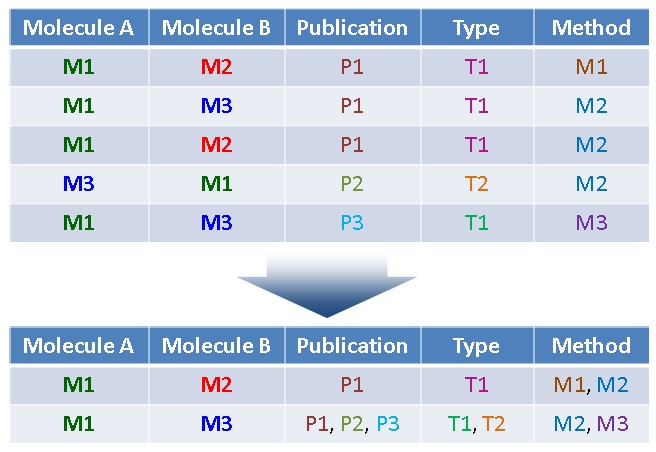 Molecule A Molecule B Publication Type Method
M1 M2 P1 T1 M1
M1 M3 P1 T1 M2
M1 M2 P1 T1 M2
M3 M1 P2 T2 M2
M1 M3 P3 T1 M3
Molecule A Molecule B Publication Type Method
M1 M2 P1 T1 M1, M2
M1 M3 P1, P2, P3 T1, T2 M2, M3